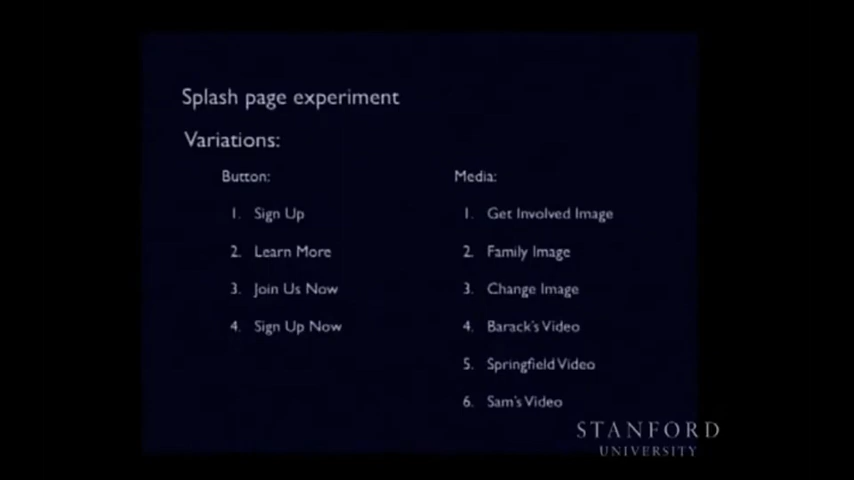 Splash page experiment
Variations:
Button:
1. Sign Up
2. Learn More
3. Join Us Now
4. Sign Up Now
Media:
1. Get Involved Image
2. Family Image
3. Change Image
4. Barack's Video
5. Springfield Video
6. Sam's Video
STANFORD
UNIVERSITY